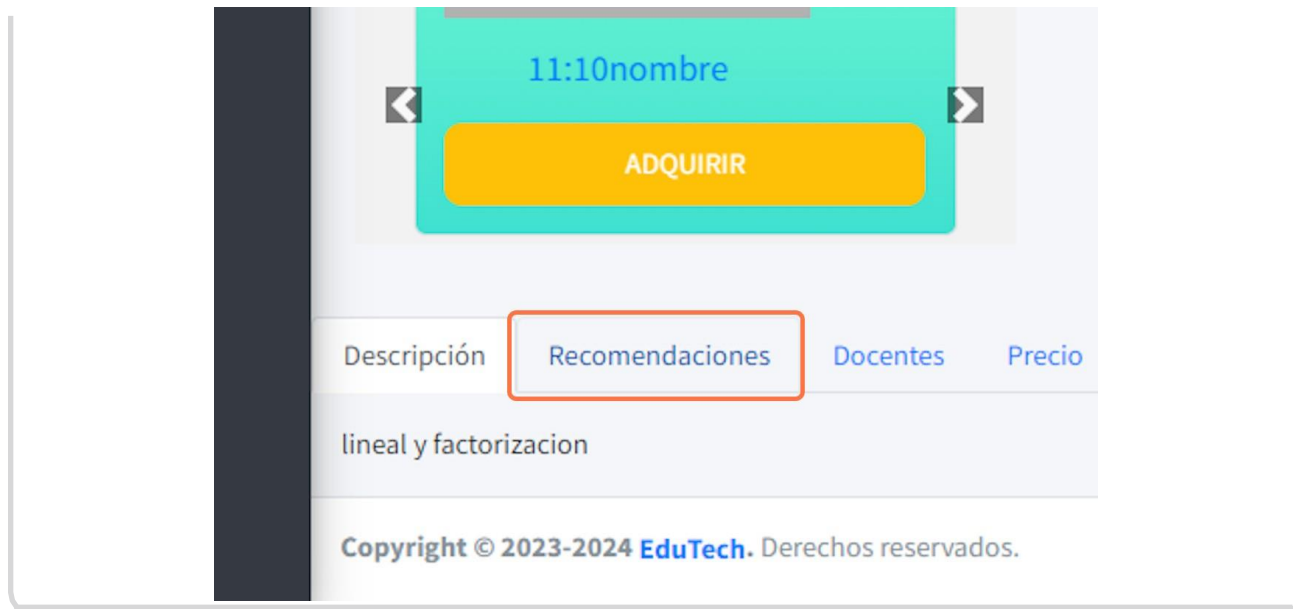 11:10nombre
ADQUIRIR
Descripción Recomendaciones Docentes Precio
lineal y factorizacion
Copyright © 2023-2024 EduTech. Derechos reservados.